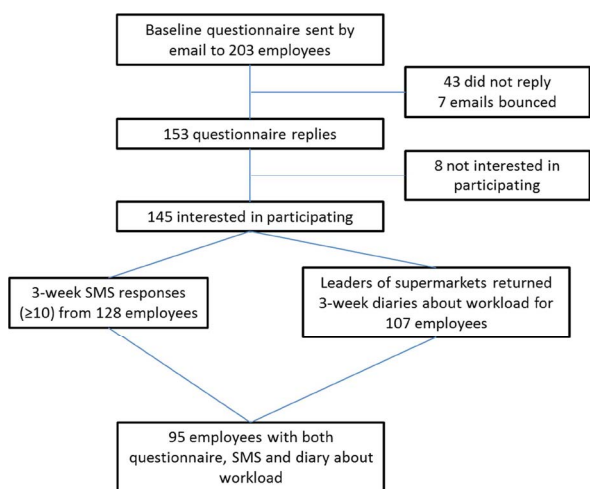 Baseline questionnaire sent by
email to 203 employees
43 did not reply
7 emails bounced
153 questionnaire replies
8 not interested in
participating
145 interested in participating
3-week SMS responses
(≥10) from 128 employees
Leaders of supermarkets returned
3-week diaries about workload for
107 employees
95 employees with both
questionnaire, SMS and diary about
workload